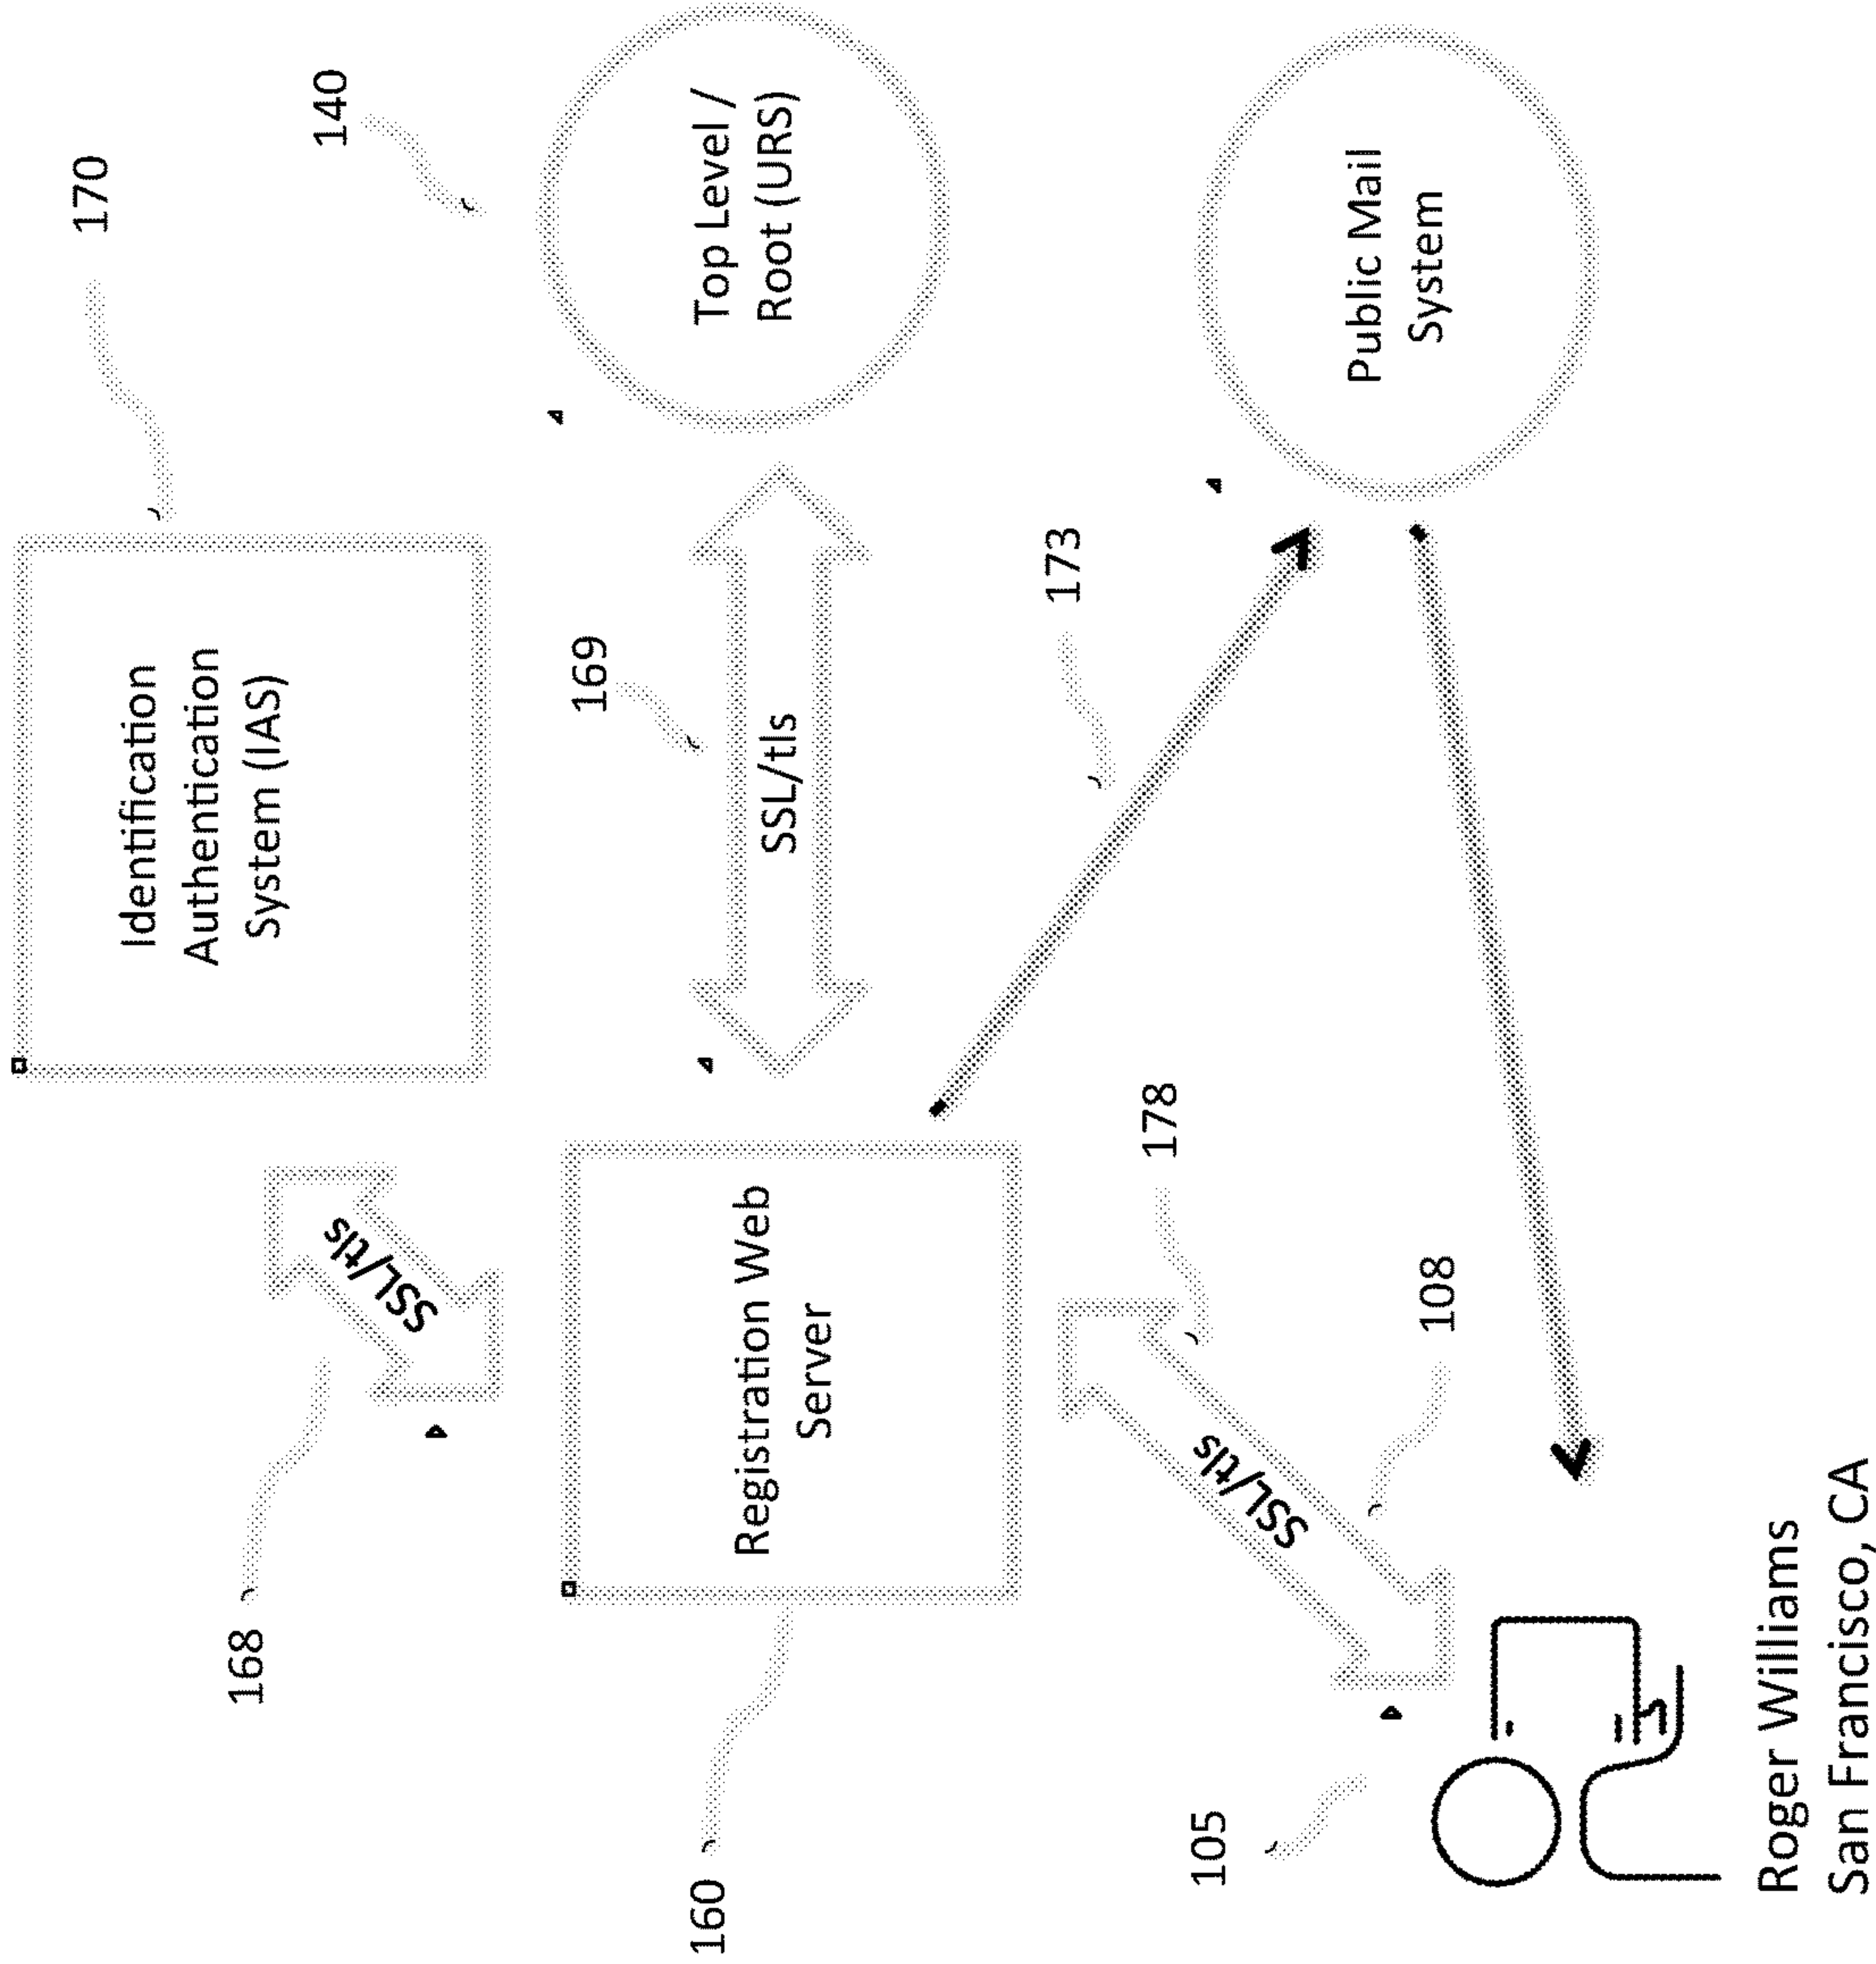 170
Identification
Authentication
System (IAS)
140
Top Level /
Root (URS)
168
SSL/tls
169
SSL/tls
160
Registration Web
Server
173
Public Mail
System
178
SSL/tls
108
105
Roger Williams
San Francisco, CA